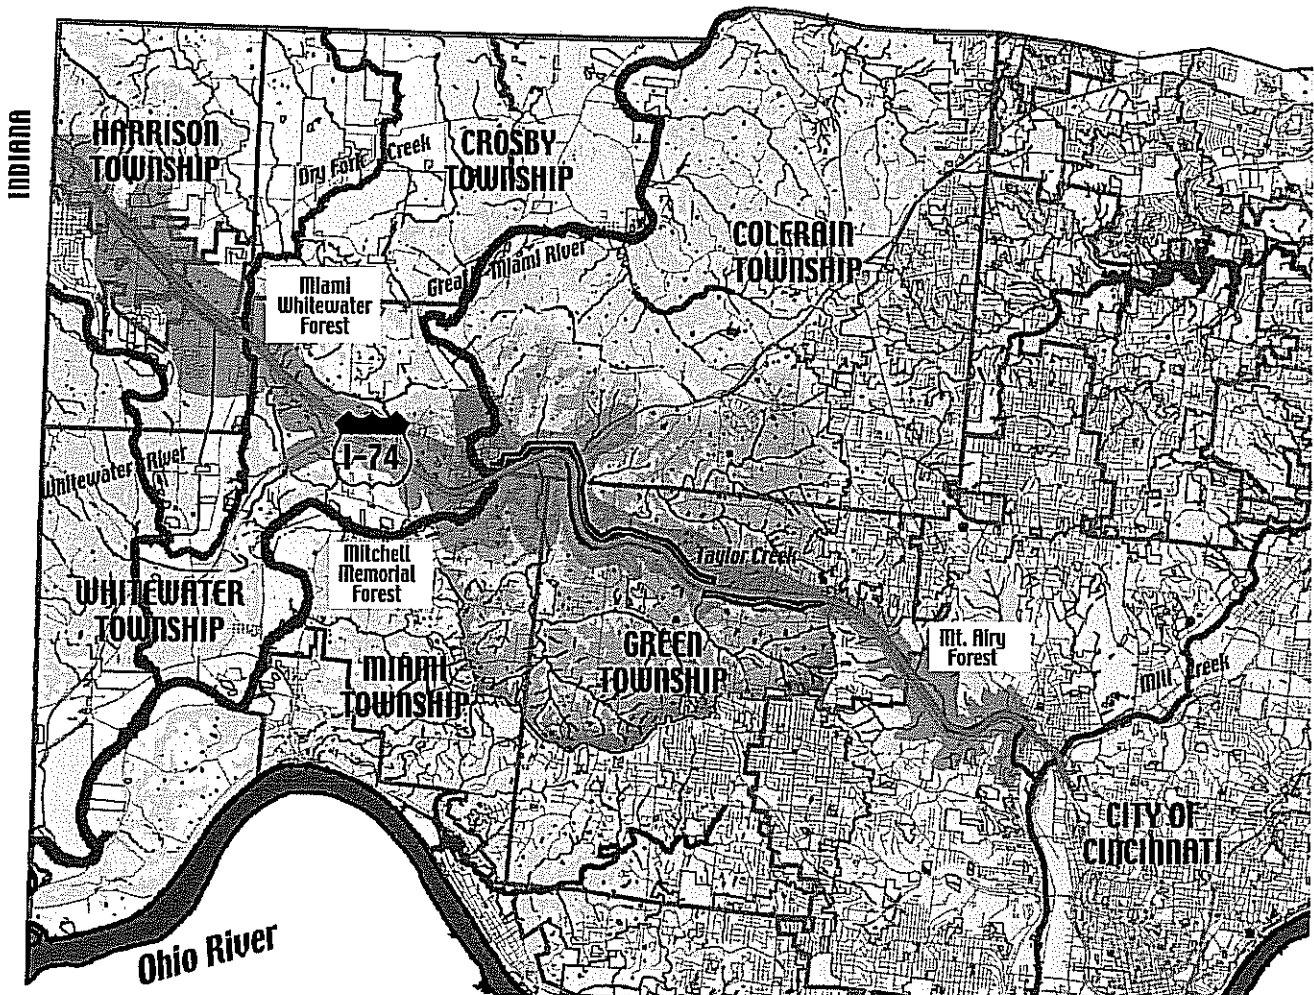 INDIANA
HARRISON
TOWNSHIP
Dry Fork Creek
CROSBY
TOWNSHIP
COLERAIN
TOWNSHIP
Great Miami River
Miami
Whitewater
Forest
I-74
Whitewater River
Mitchell
Memorial
Forest
Taylor Creek
WHITEWATER
TOWNSHIP
MIAMI
TOWNSHIP
GREEN
TOWNSHIP
Mt. Airy
Forest
Mill Creek
CITY OF
CINCINNATI
Ohio River